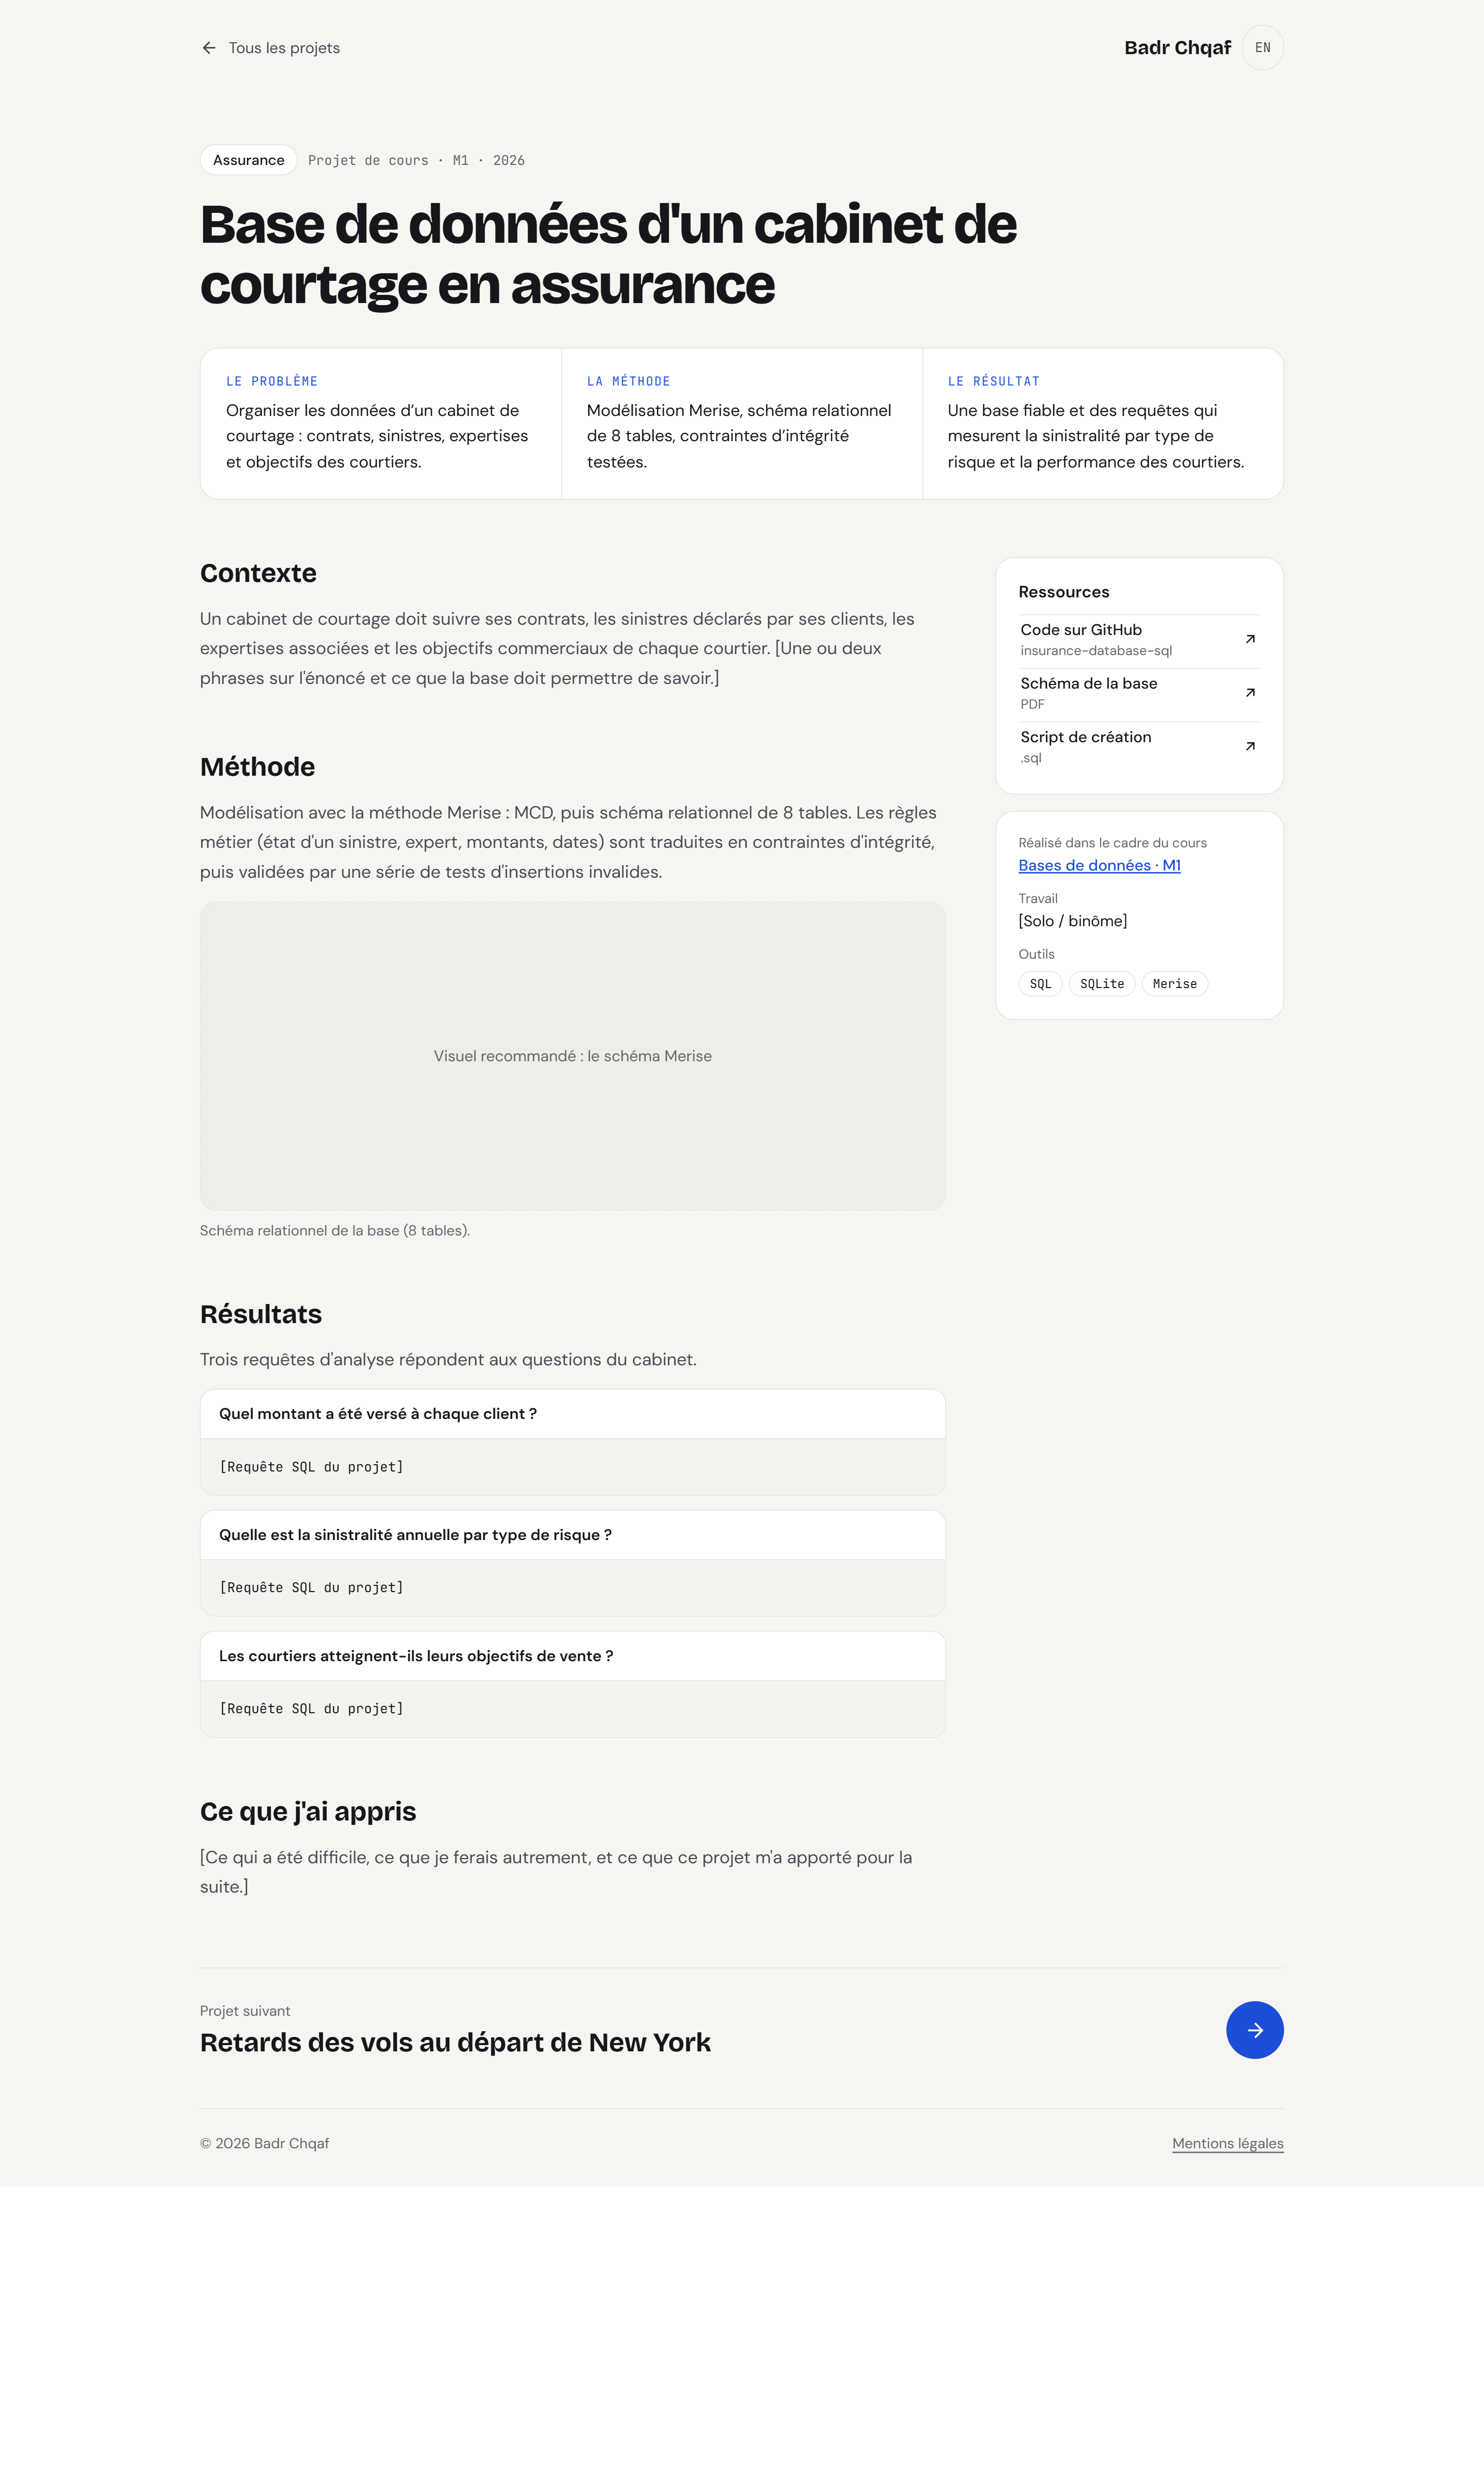 Tous les projets
Badr Chqaf
EN
Assurance
Projet de cours · M1 · 2026
Base de données d'un cabinet de
courtage en assurance
LE PROBLÈME
Organiser les données d’un cabinet de
courtage : contrats, sinistres, expertises
et objectifs des courtiers.
LA MÉTHODE
Modélisation Merise, schéma relationnel
de 8 tables, contraintes d’intégrité
testées.
LE RÉSULTAT
Une base fiable et des requêtes qui
mesurent la sinistralité par type de
risque et la performance des courtiers.
Contexte
Un cabinet de courtage doit suivre ses contrats, les sinistres déclarés par ses clients, les
expertises associées et les objectifs commerciaux de chaque courtier. [Une ou deux
phrases sur l'énoncé et ce que la base doit permettre de savoir.]
Méthode
Modélisation avec la méthode Merise : MCD, puis schéma relationnel de 8 tables. Les règles
métier (état d'un sinistre, expert, montants, dates) sont traduites en contraintes d'intégrité,
puis validées par une série de tests d'insertions invalides.
Visuel recommandé : le schéma Merise
Schéma relationnel de la base (8 tables).
Résultats
Trois requêtes d'analyse répondent aux questions du cabinet.
Quel montant a été versé à chaque client ?
[Requête SQL du projet]
Quelle est la sinistralité annuelle par type de risque ?
[Requête SQL du projet]
Les courtiers atteignent-ils leurs objectifs de vente ?
[Requête SQL du projet]
Ce que j'ai appris
[Ce qui a été difficile, ce que je ferais autrement, et ce que ce projet m'a apporté pour la
suite.]
Ressources
Code sur GitHub
insurance-database-sql
Schéma de la base
PDF
Script de création
.sql
Réalisé dans le cadre du cours
Bases de données · M1
Travail
[Solo / binôme]
Outils
SQL
SQLite
Merise
Projet suivant
Retards des vols au départ de New York
© 2026 Badr Chqaf
Mentions légales